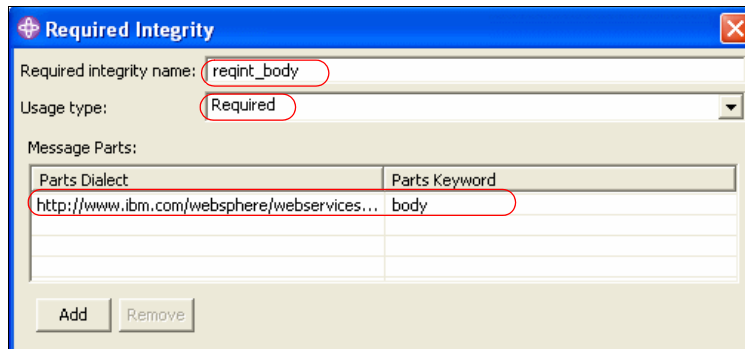 Required Integrity
Required integrity name: reqint_body
Usage type: Required
Message Parts:
Parts Dialect Parts Keyword
http://www.ibm.com/websphere/webservices... body
Add Remove